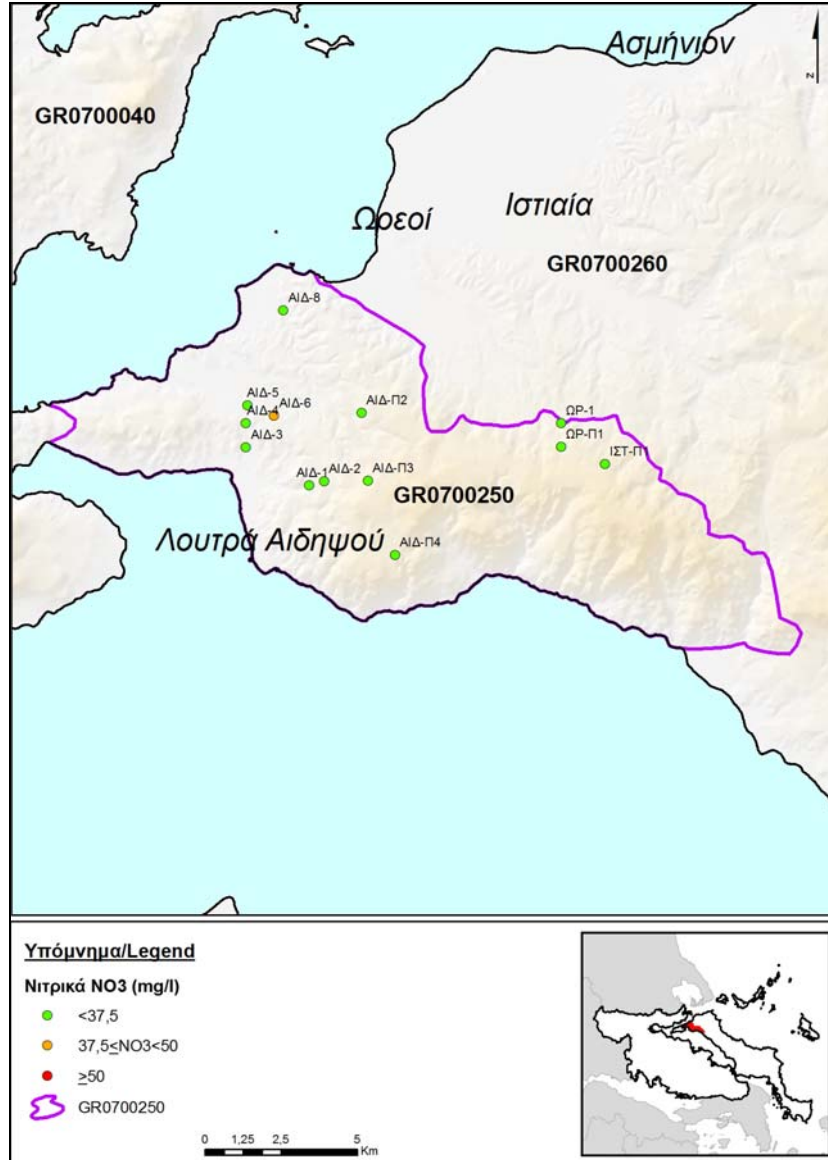 Ασμήνιον
z
GR0700040
Ιστιαία
Ωρεοί
GR0700260
ΑΙΔ-8
ΑΙΔ-5
ΑΙΔ-4
ΑΙΔ-6
ΑΙΔ-Π2
ΩΡ-1
ΑΙΔ-3
ΩΡ-Π1
ΙΣΤ-Π1
ΑΙΔ-1
ΑΙΔ-2
ΑΙΔ-Π3
GR0700250
Λουτρά Αιδηψού
ΑΙΔ-Π4
Υπόμνημα/Legend
Νιτρικά NO3 (mg/l)
<37,5
37,5≤NO3<50
≥50
GR0700250
0 1,25 2,5 5
Km